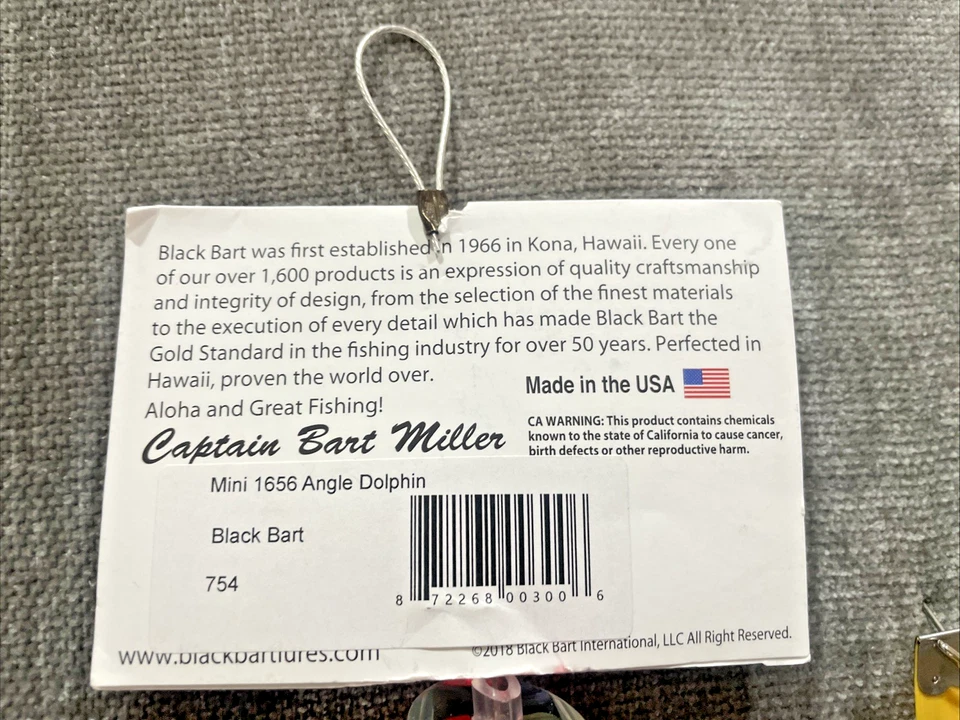 Black Bart was first established in 1966 in Kona, Hawaii. Every one
of our over 1,600 products is an expression of quality craftsmanship
and integrity of design, from the selection of the finest materials
to the execution of every detail which has made Black Bart the
Gold Standard in the fishing industry for over 50 years. Perfected in
Hawaii, proven the world over.
Aloha and Great Fishing!
Captain Bart Miller
Made in the USA
CA WARNING: This product contains chemicals
known to the state of California to cause cancer,
birth defects or other reproductive harm.
Mini 1656 Angle Dolphin
Black Bart
754
8 72268 00300 6
www.blackbartlures.com
©2018 Black Bart International, LLC All Right Reserved.